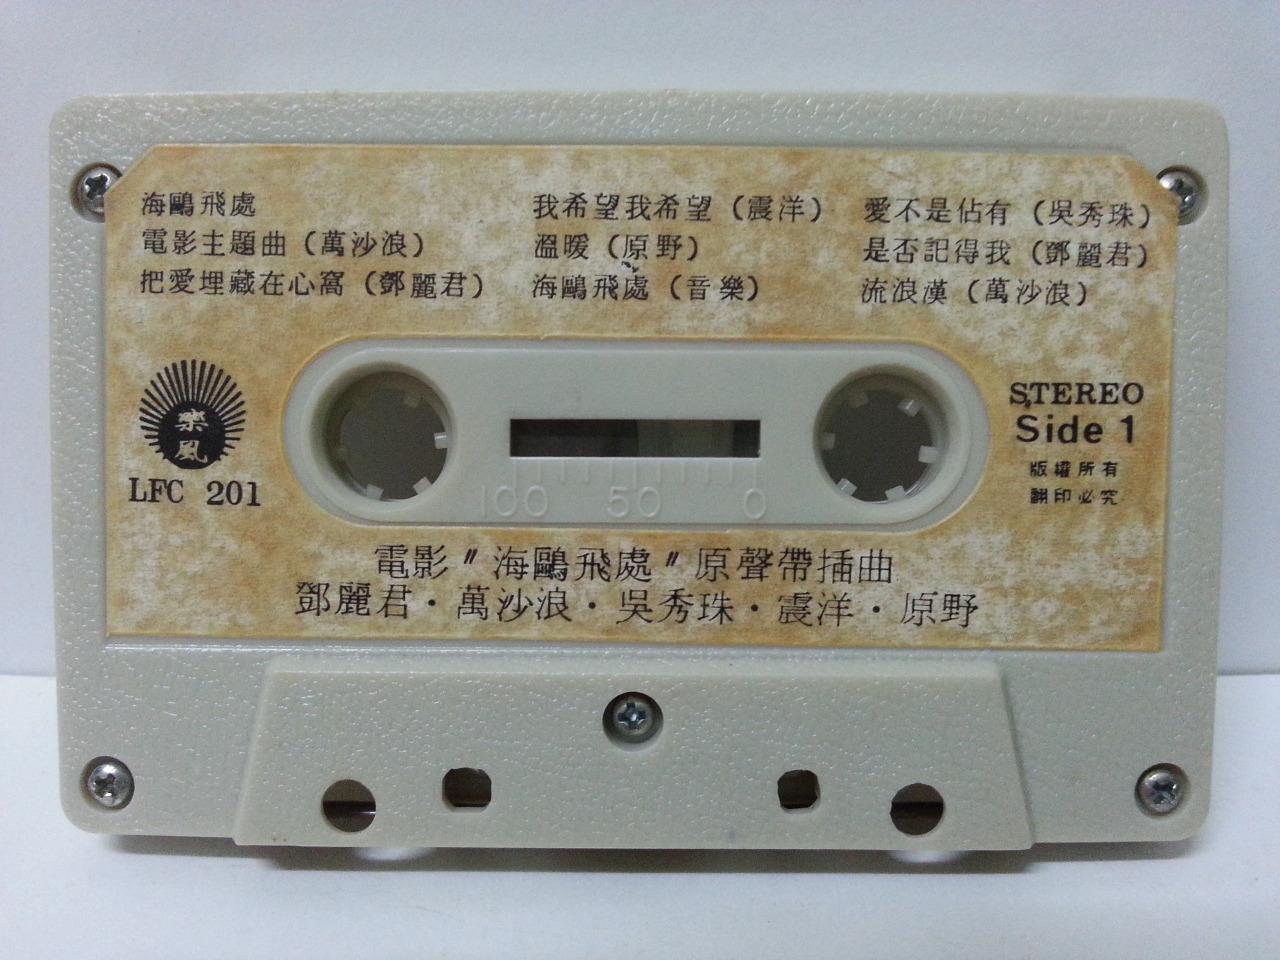 海鷗飛處
電影主題曲（萬沙浪）
把愛埋藏在心窩（鄧麗君）
我希望我希望（震洋）
溫暖（原野）
海鷗飛處（音樂）
愛不是佔有（吳秀珠）
是否記得我（鄧麗君）
流浪漢（萬沙浪）
樂風
LFC 201
STEREO
Side 1
版權所有
翻印必究
100 50 0
電影〞海鷗飛處〞原聲帶插曲
鄧麗君·萬沙浪·吳秀珠·震洋·原野